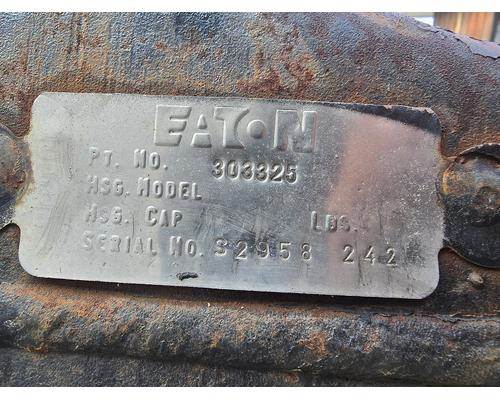 EATON
PT. NO. 303325
HSG. MODEL
HSG. CAP LBS.
SERIAL NO. S2958 242